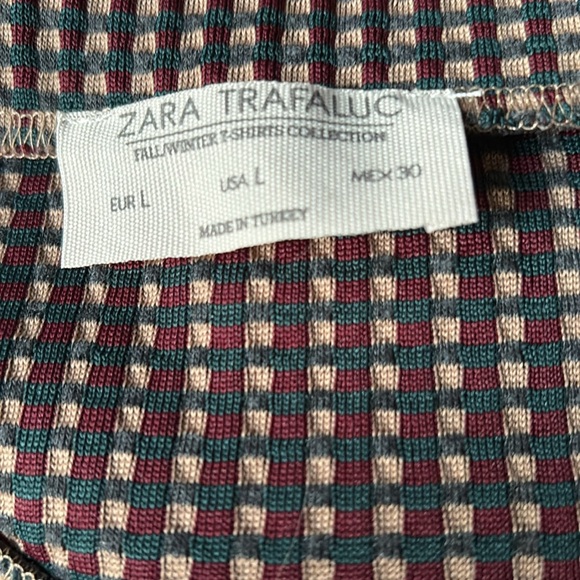 ZARA TRAFALUC
FALL/WINTER T-SHIRTS COLLECTION
EUR L USA L MEX 30
MADE IN TURKEY